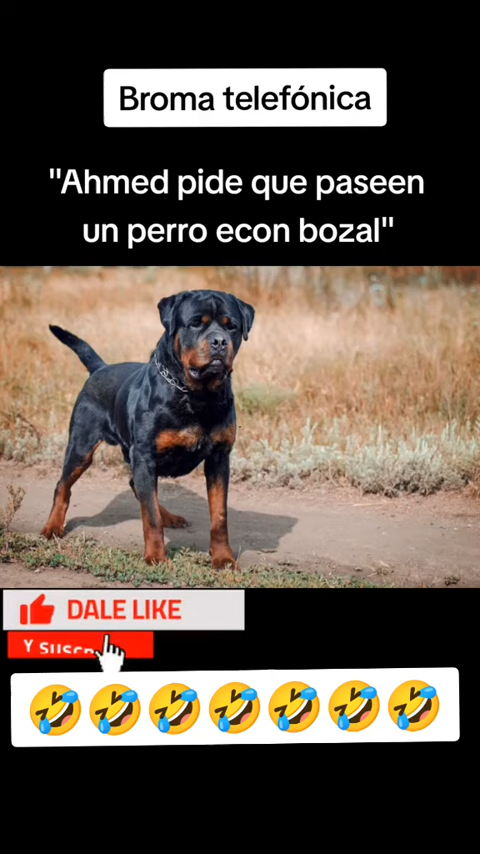 Broma telefónica
"Ahmed pide que paseen
un perro econ bozal"
DALE LIKE
Y